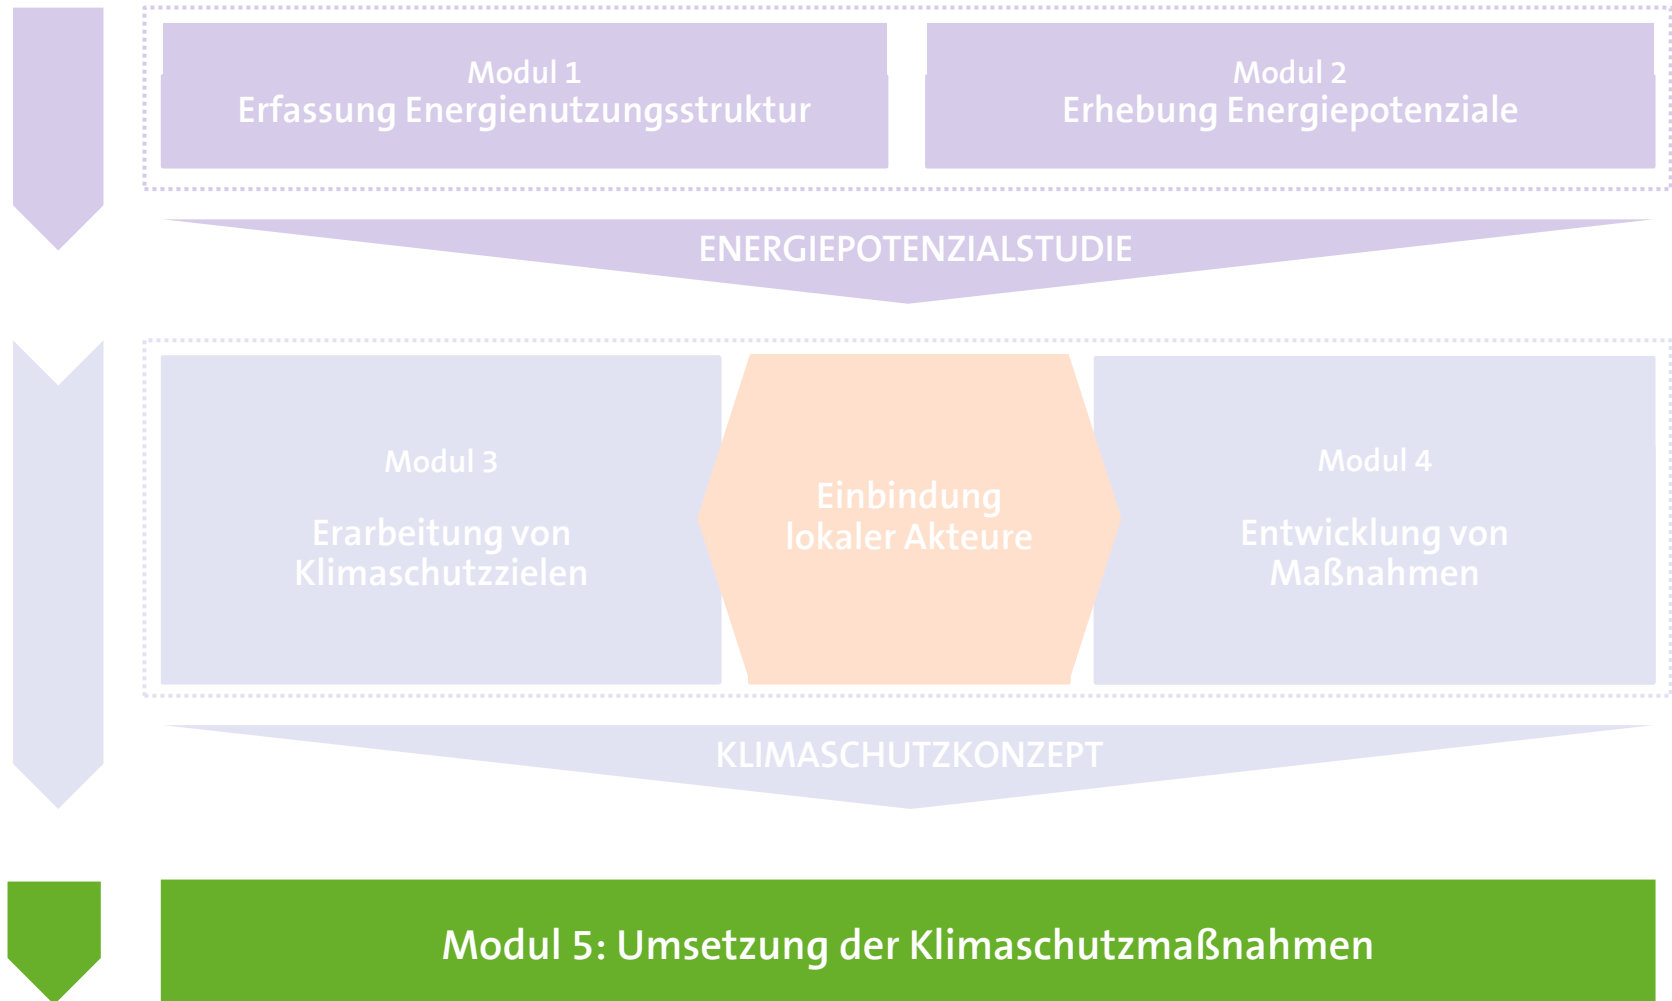 Modul 1
Erfassung Energienutzungsstruktur
Modul 2
Erhebung Energiepotenziale
ENERGIEPOTENZIALSTUDIE
Modul 3
Erarbeitung von
Klimaschutzzielen
Einbindung
lokaler Akteure
Modul 4
Entwicklung von
Maßnahmen
KLIMASCHUTZKONZEPT
Modul 5: Umsetzung der Klimaschutzmaßnahmen